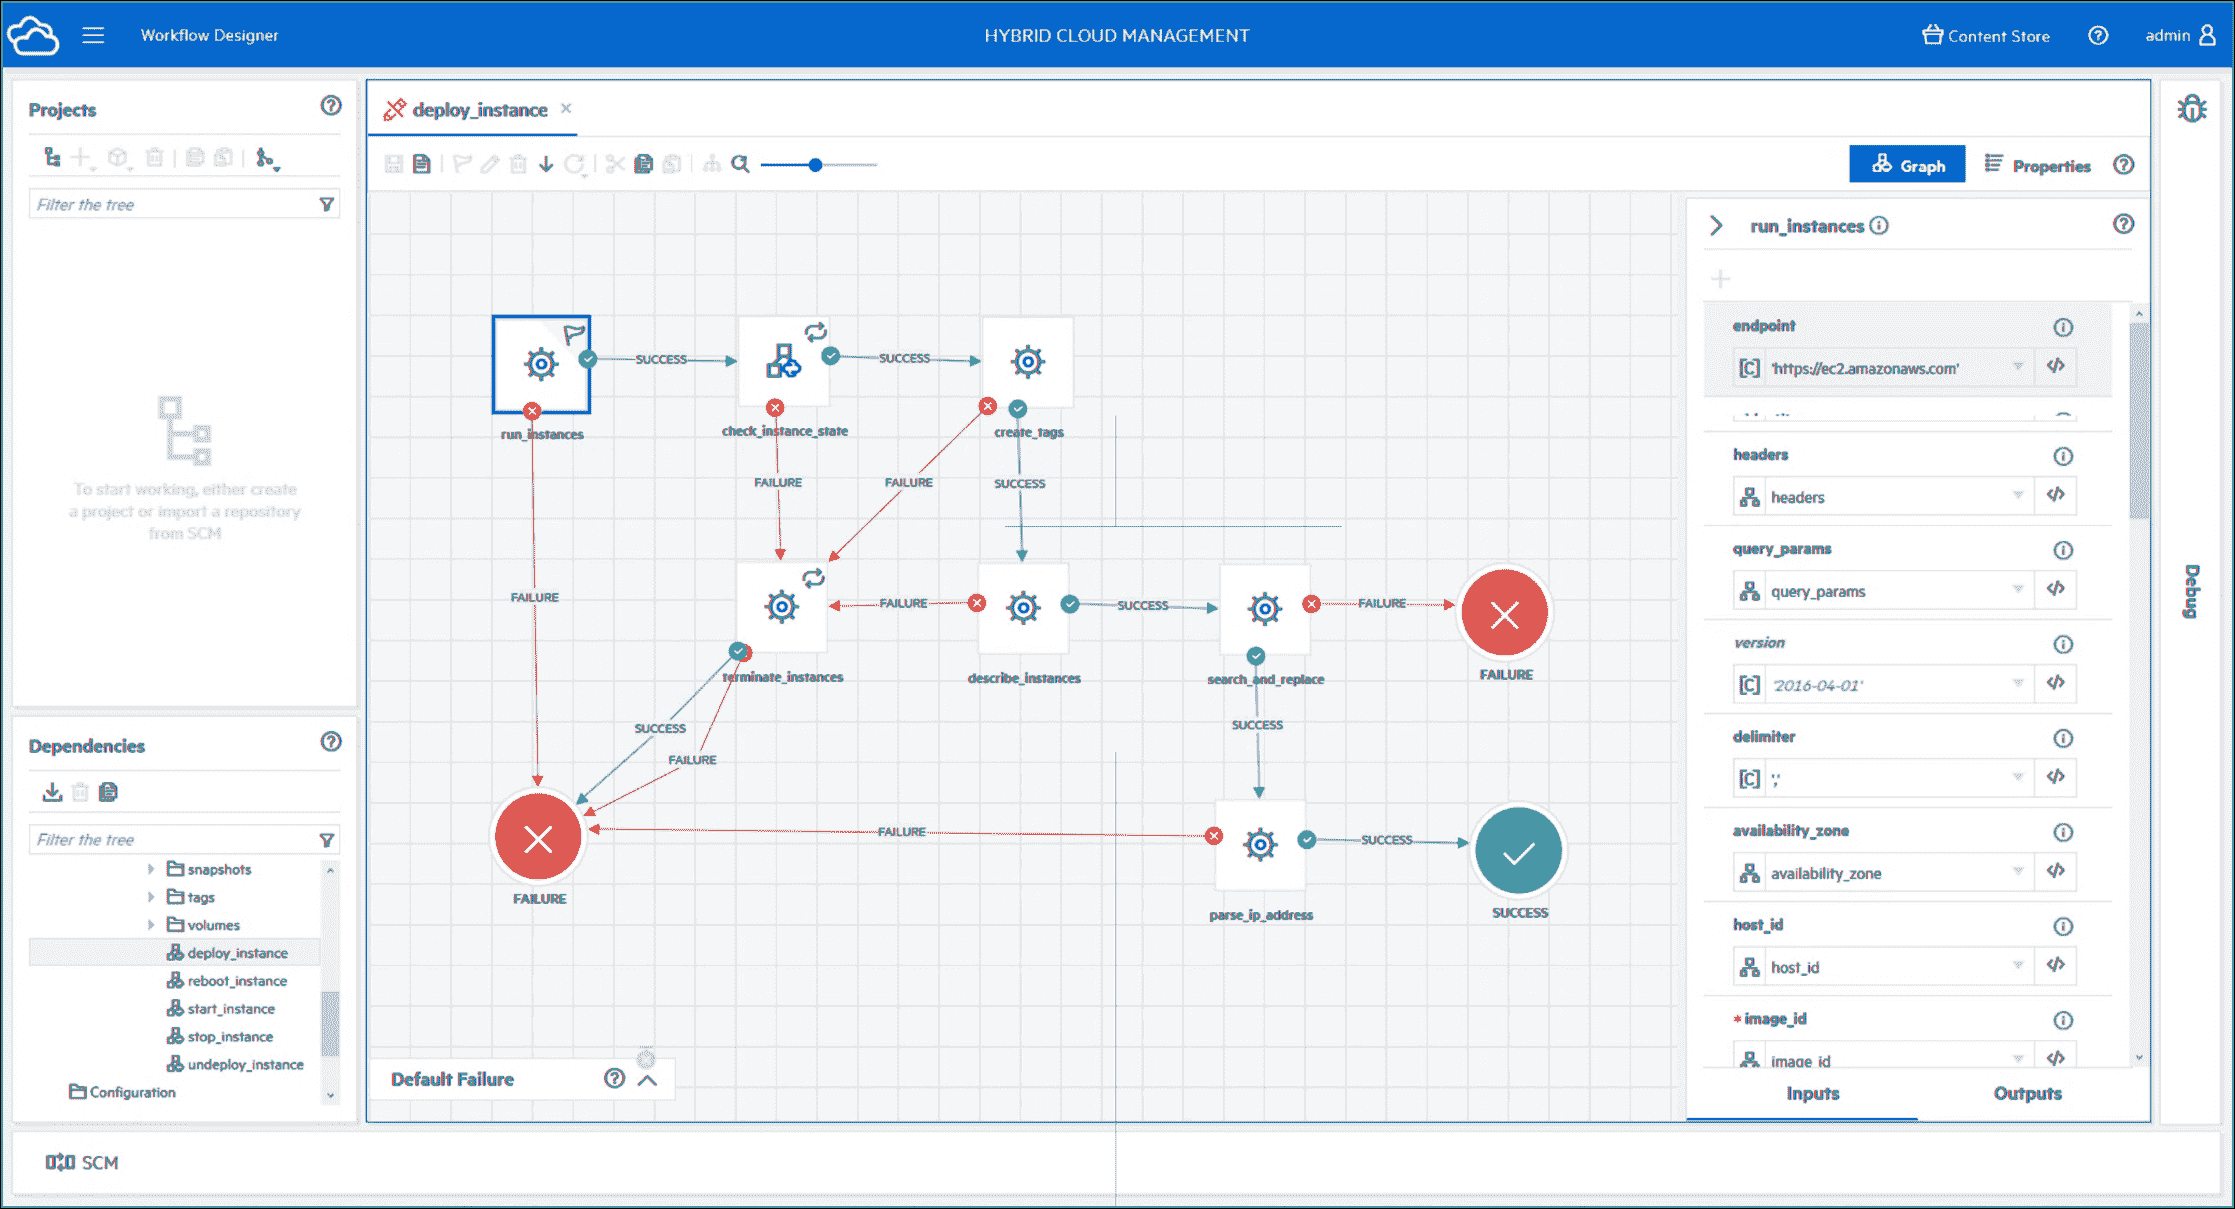 Workflow Designer
HYBRID CLOUD MANAGEMENT
Content Store
admin
Projects
Filter the tree
To start working, either create
a project or import a repository
from SCM
Dependencies
Filter the tree
snapshots
tags
volumes
deploy_instance
reboot_instance
start_instance
stop_instance
undeploy_instance
Configuration
deploy_instance
Graph
Properties
SUCCESS
SUCCESS
run_instances
check_instance_state
create_tags
FAILURE
FAILURE
SUCCESS
FAILURE
FAILURE
SUCCESS
FAILURE
terminate_instances
describe_instances
search_and_replace
FAILURE
SUCCESS
FAILURE
SUCCESS
FAILURE
SUCCESS
FAILURE
parse_ip_address
SUCCESS
Default Failure
run_instances
endpoint
[C] 'https://ec2.amazonaws.com'
headers
headers
query_params
query_params
version
[C] '2016-04-01'
delimiter
[C] ','
availability_zone
availability_zone
host_id
host_id
* image_id
image_id
Inputs
Outputs
Debug
SCM